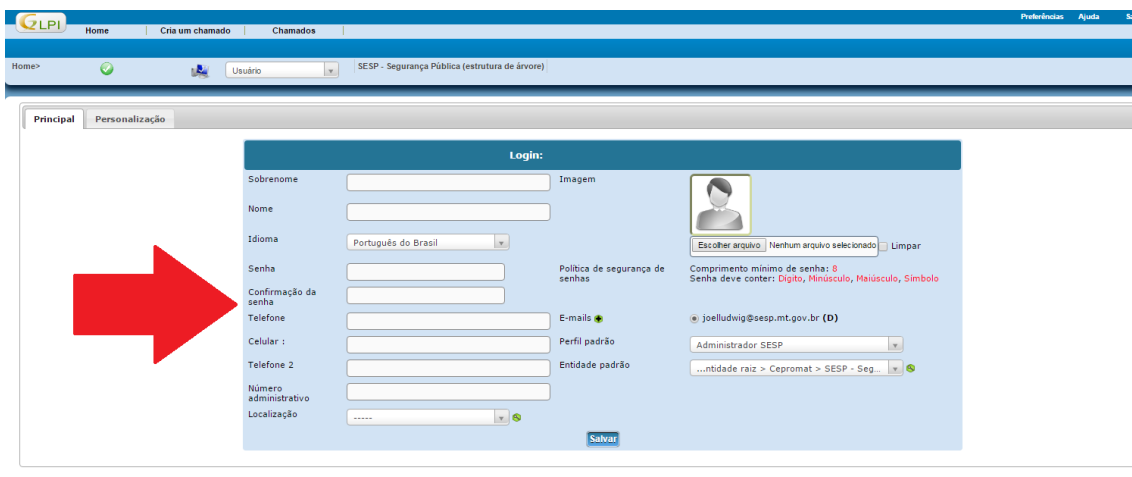 Preferências Ajuda
GLPI
Home Cria um chamado Chamados
Home> Usuário SESP - Segurança Pública (estrutura de árvore)
Principal Personalização
Login:
Sobrenome Imagem
Nome
Idioma Português do Brasil Escolher arquivo Nenhum arquivo selecionado Limpar
Senha Política de segurança de senhas Comprimento mínimo de senha: 8
Senha deve conter: Dígito, Minúsculo, Maiúsculo, Símbolo
Confirmação da senha
Telefone E-mails joelludwig@sesp.mt.gov.br (D)
Celular : Perfil padrão Administrador SESP
Telefone 2 Entidade padrão ...ntidade raiz > Cepromat > SESP - Seg...
Número administrativo
Localização -----
Salvar